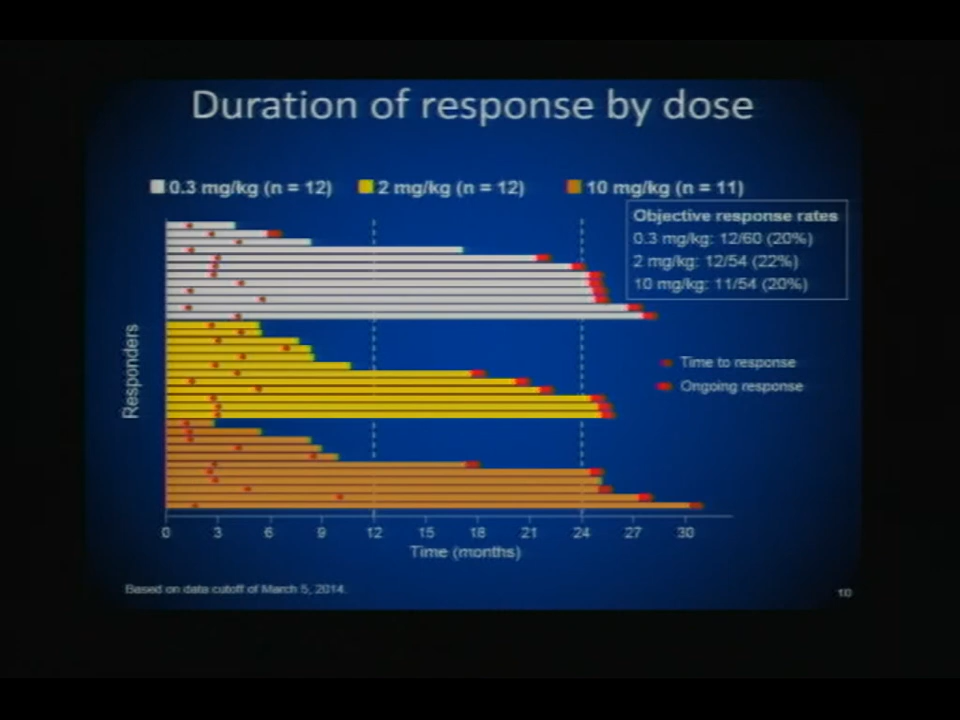 Duration of response by dose
0.3 mg/kg (n = 12) 2 mg/kg (n = 12) 10 mg/kg (n = 11)
Objective response rates
0.3 mg/kg: 12/60 (20%)
2 mg/kg: 12/54 (22%)
10 mg/kg: 11/54 (20%)
Responders
Time to response
Ongoing response
0 3 6 9 12 15 18 21 24 27 30
Time (months)
Based on data cutoff of March 5, 2014.
10